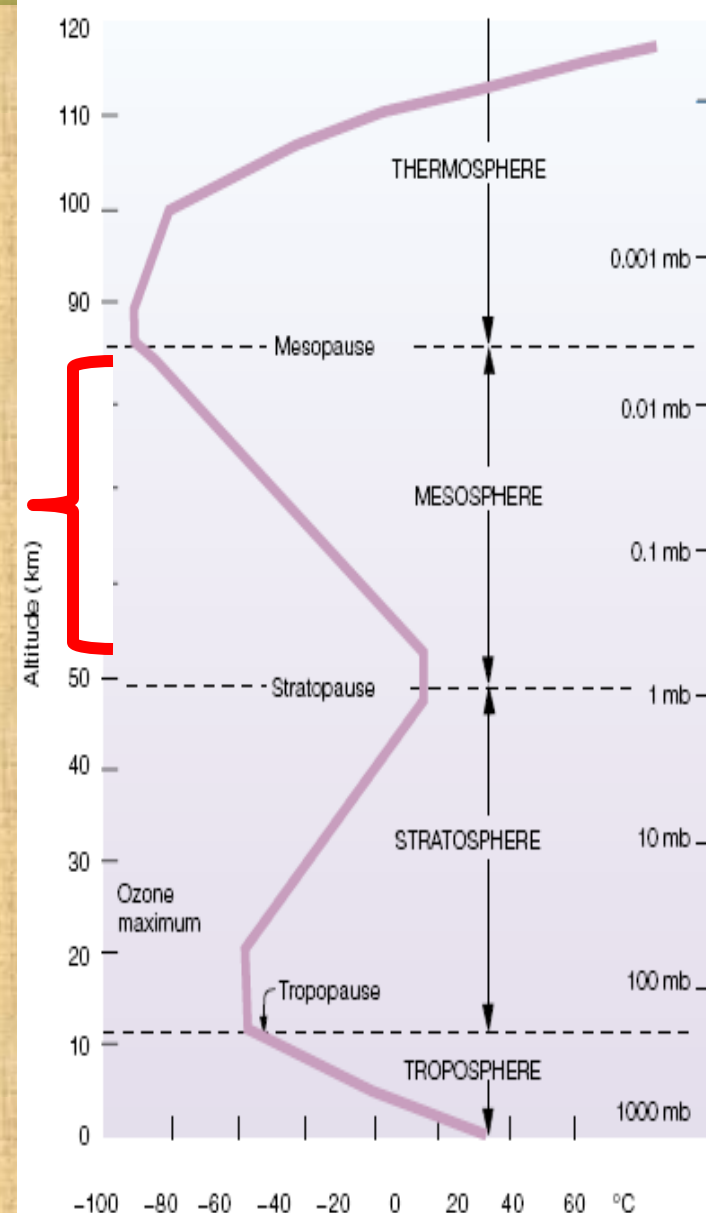 120
110
THERMOSPHERE
100
0.001 mb
90
Mesopause
0.01 mb
MESOSPHERE
0.1 mb
Altitude (km)
50
Stratopause
1 mb
40
STRATOSPHERE
10 mb
30
Ozone
maximum
20
Tropopause
100 mb
10
TROPOSPHERE
1000 mb
0
–100 –80 –60 –40 –20 0 20 40 60 °C